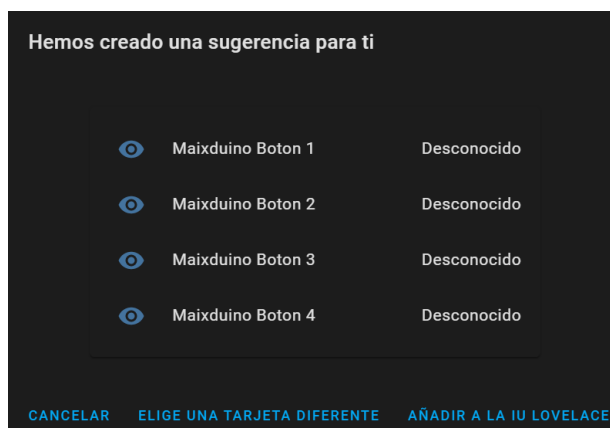 Hemos creado una sugerencia para ti
Maixduino Boton 1 Desconocido
Maixduino Boton 2 Desconocido
Maixduino Boton 3 Desconocido
Maixduino Boton 4 Desconocido
CANCELAR ELIGE UNA TARJETA DIFERENTE AÑADIR A LA IU LOVELACE